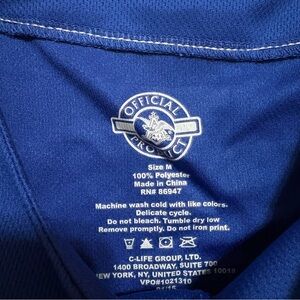 OFFICIAL
PRODUCT
Size M
100% Polyester
Made in China
RN# 86947
Machine wash cold with like colors.
Delicate cycle.
Do not bleach. Tumble dry low
Remove promptly. Do not iron print.
C-LIFE GROUP, LTD.
1400 BROADWAY, SUITE 700
NEW YORK, NY, UNITED STATES 10018
VPO#1021310